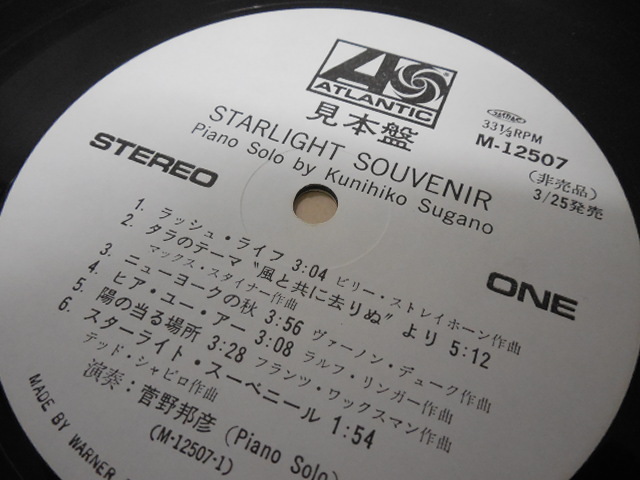 ATLANTIC
見本盤
STARLIGHT SOUVENIR
Piano Solo by Kunihiko Sugano
33⅓RPM
M-12507
(非売品)
3/25発売
STEREO
ONE
1. ラッシュ・ライフ 3:04 ビリー・ストレイホーン作曲
2. タラのテーマ“風と共に去りぬ”より 5:12
マックス・スタイナー作曲
3. ニューヨークの秋 3:56 ヴァーノン・デューク作曲
4. ヒア・ユー・アー 3:08 ラルフ・リンガー作曲
5. 陽の当る場所 3:28 フランツ・ワックスマン作曲
6. スターライト・スーベニール 1:54
テッド・シャピロ作曲
演奏：菅野邦彦 (Piano Solo)
(M-12507-1)
MADE BY WARNER